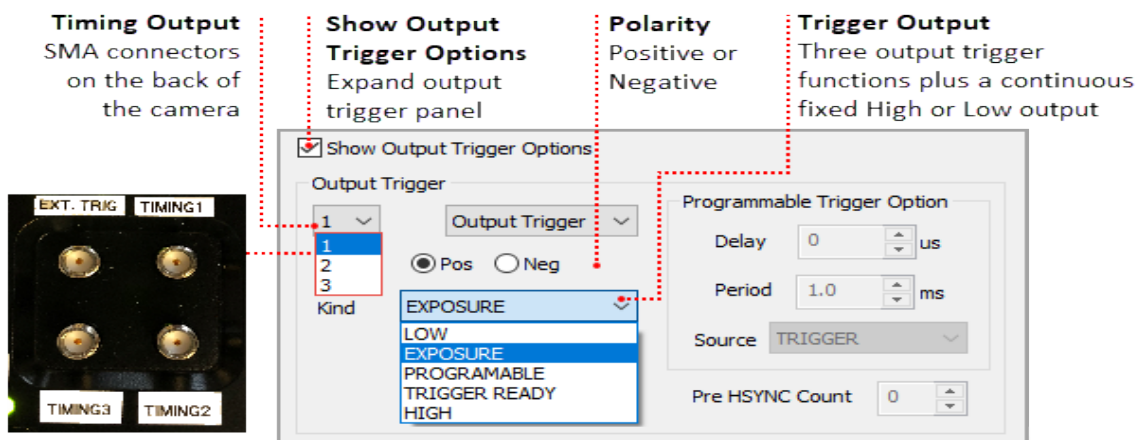 Timing Output
SMA connectors
on the back of
the camera
Show Output
Trigger Options
Expand output
trigger panel
Polarity
Positive or
Negative
Trigger Output
Three output trigger
functions plus a continuous
fixed High or Low output
EXT. TRIG TIMING1
TIMING3 TIMING2
Show Output Trigger Options
Output Trigger
1
Output Trigger
1
2
3
Pos Neg
Kind
EXPOSURE
LOW
EXPOSURE
PROGRAMABLE
TRIGGER READY
HIGH
Programmable Trigger Option
Delay 0 us
Period 1.0 ms
Source TRIGGER
Pre HSYNC Count 0